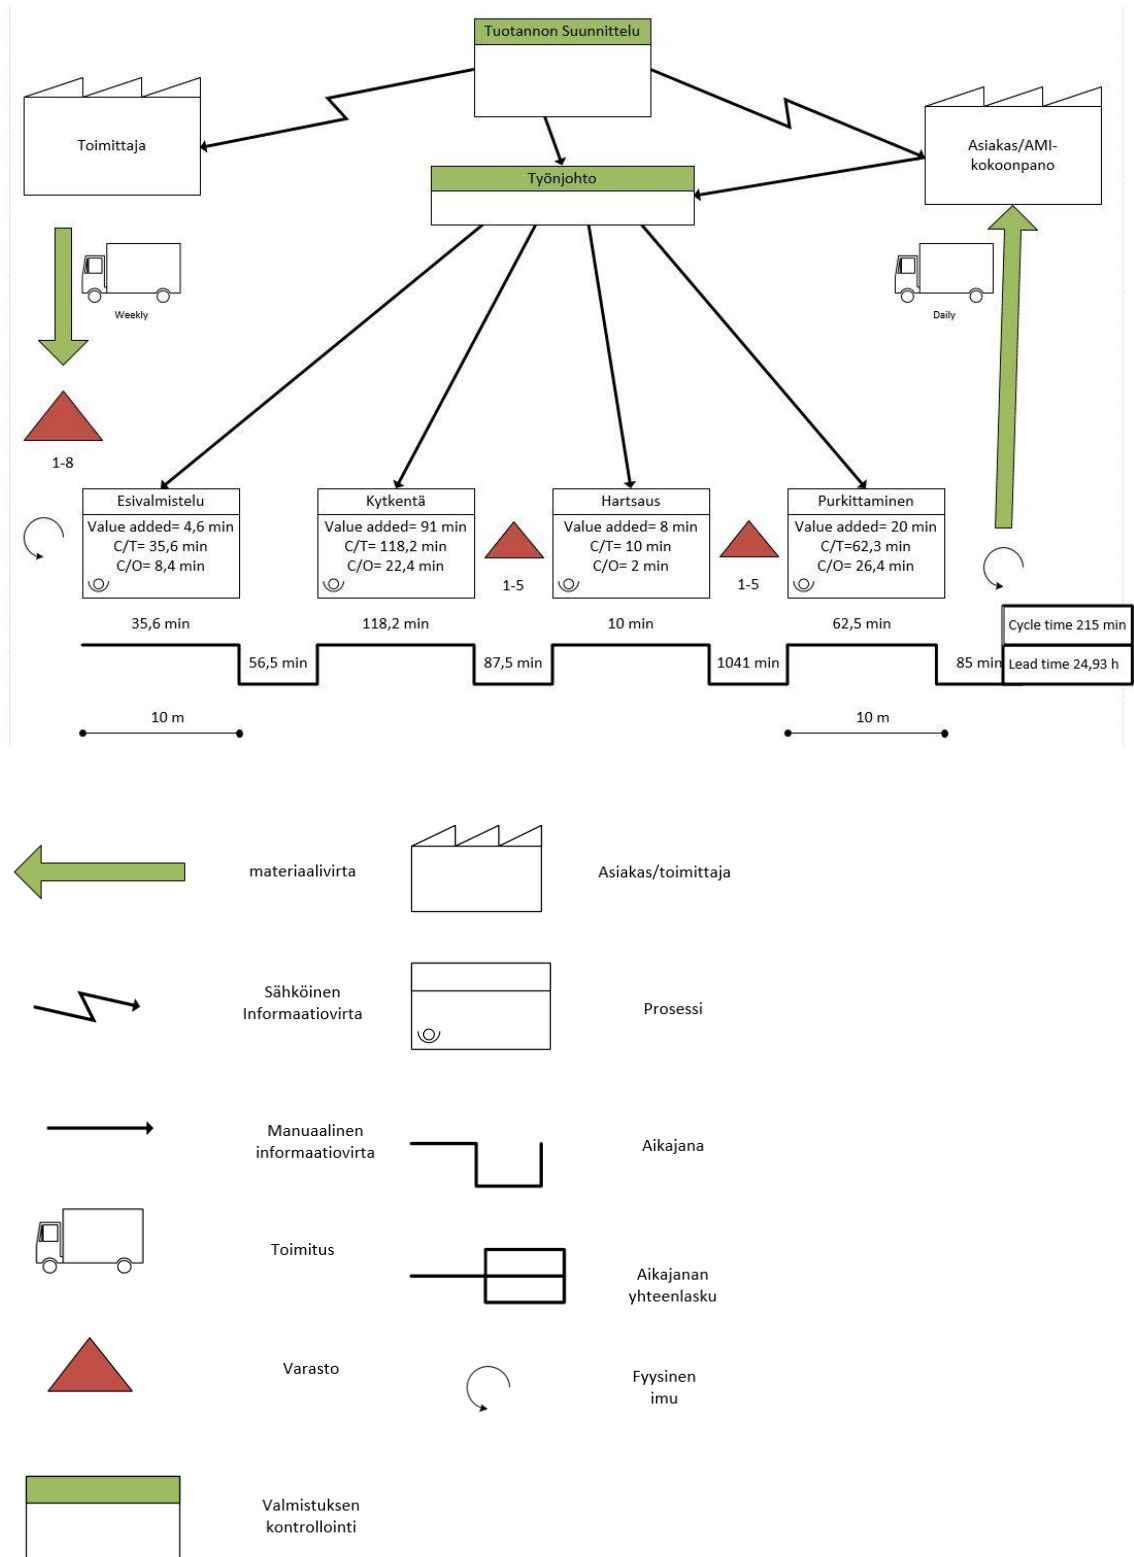 Tuotannon Suunnittelu
Toimittaja
Asiakas/AMI-
kokoonpano
Työnjohto
Weekly
Daily
1-8
Esivalmistelu
Value added= 4,6 min
C/T= 35,6 min
C/O= 8,4 min
Kytkentä
Value added= 91 min
C/T= 118,2 min
C/O= 22,4 min
1-5
Hartsaus
Value added= 8 min
C/T= 10 min
C/O= 2 min
1-5
Purkittaminen
Value added= 20 min
C/T=62,3 min
C/O= 26,4 min
35,6 min
118,2 min
10 min
62,5 min
Cycle time 215 min
56,5 min
87,5 min
1041 min
85 min
Lead time 24,93 h
10 m
10 m
materiaalivirta
Asiakas/toimittaja
Sähköinen
Informaatiovirta
Prosessi
Manuaalinen
informaatiovirta
Aikajana
Toimitus
Aikajanan
yhteenlasku
Varasto
Fyysinen
imu
Valmistuksen
kontrollointi